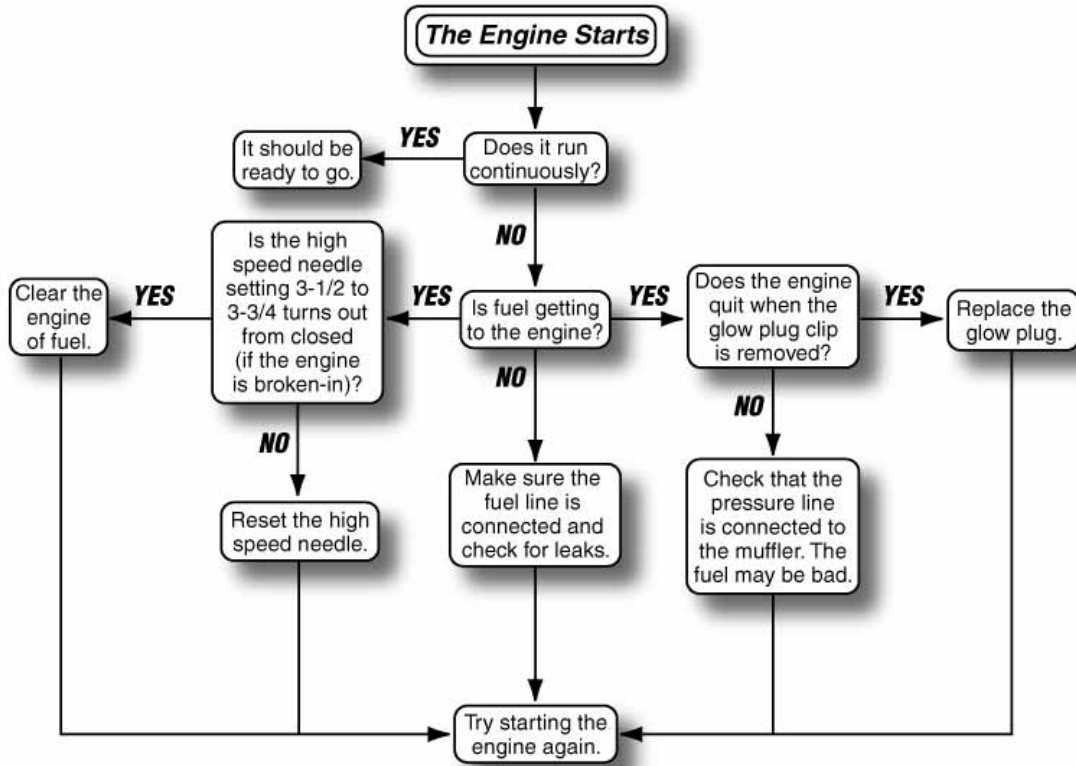 The Engine Starts
Does it run
continuously?
YES
It should be
ready to go.
NO
Is fuel getting
to the engine?
YES
Is the high
speed needle
setting 3-1/2 to
3-3/4 turns out
from closed
(if the engine
is broken-in)?
YES
Clear the
engine
of fuel.
NO
Reset the high
speed needle.
NO
Make sure the
fuel line is
connected and
check for leaks.
YES
Does the engine
quit when the
glow plug clip
is removed?
YES
Replace the
glow plug.
NO
Check that the
pressure line
is connected to
the muffler. The
fuel may be bad.
Try starting the
engine again.